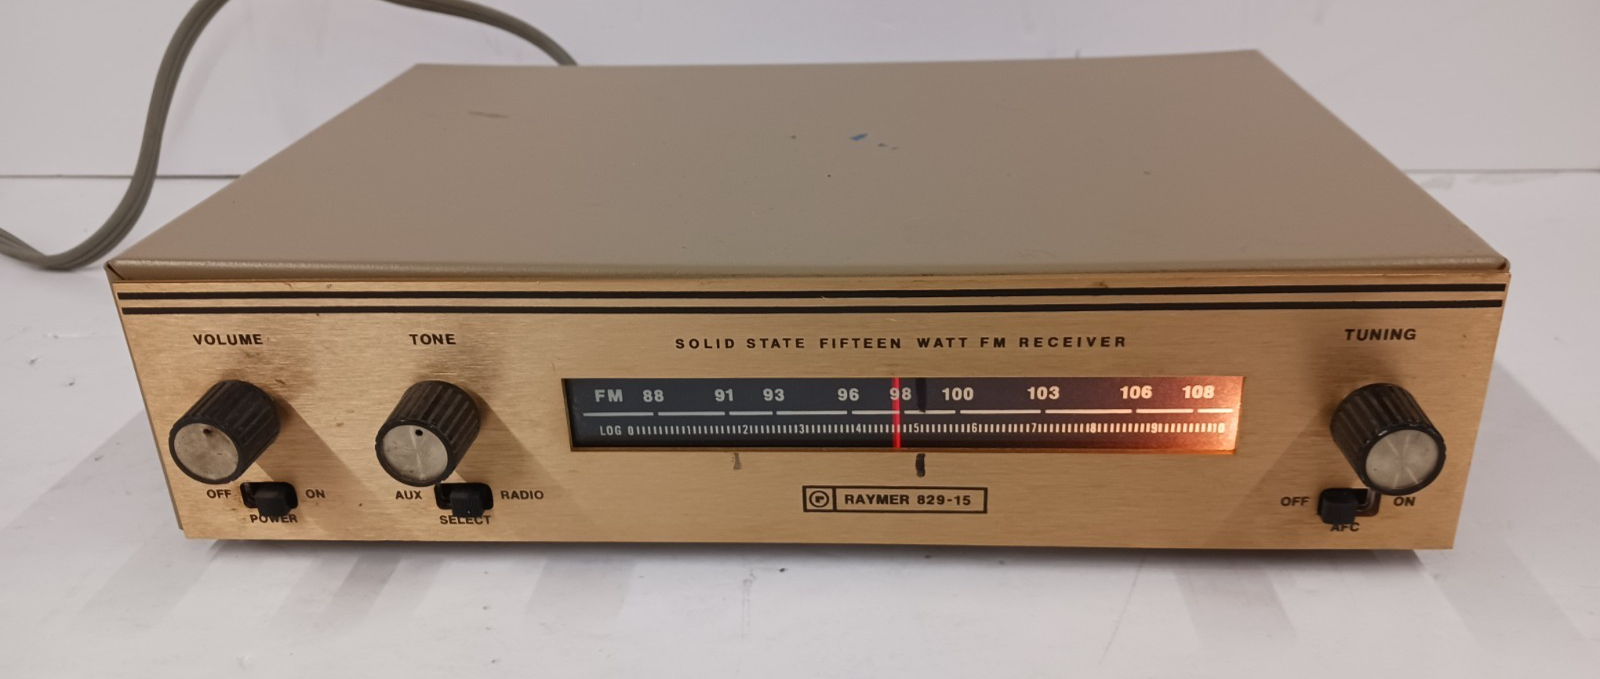 VOLUME TONE SOLID STATE FIFTEEN WATT FM RECEIVER TUNING
FM 88 91 93 96 98 100 103 106 108
LOG 0 1 2 3 4 5 6 7 8 9 0
OFF ON AUX RADIO r RAYMER 829-15 OFF ON
POWER SELECT AFC